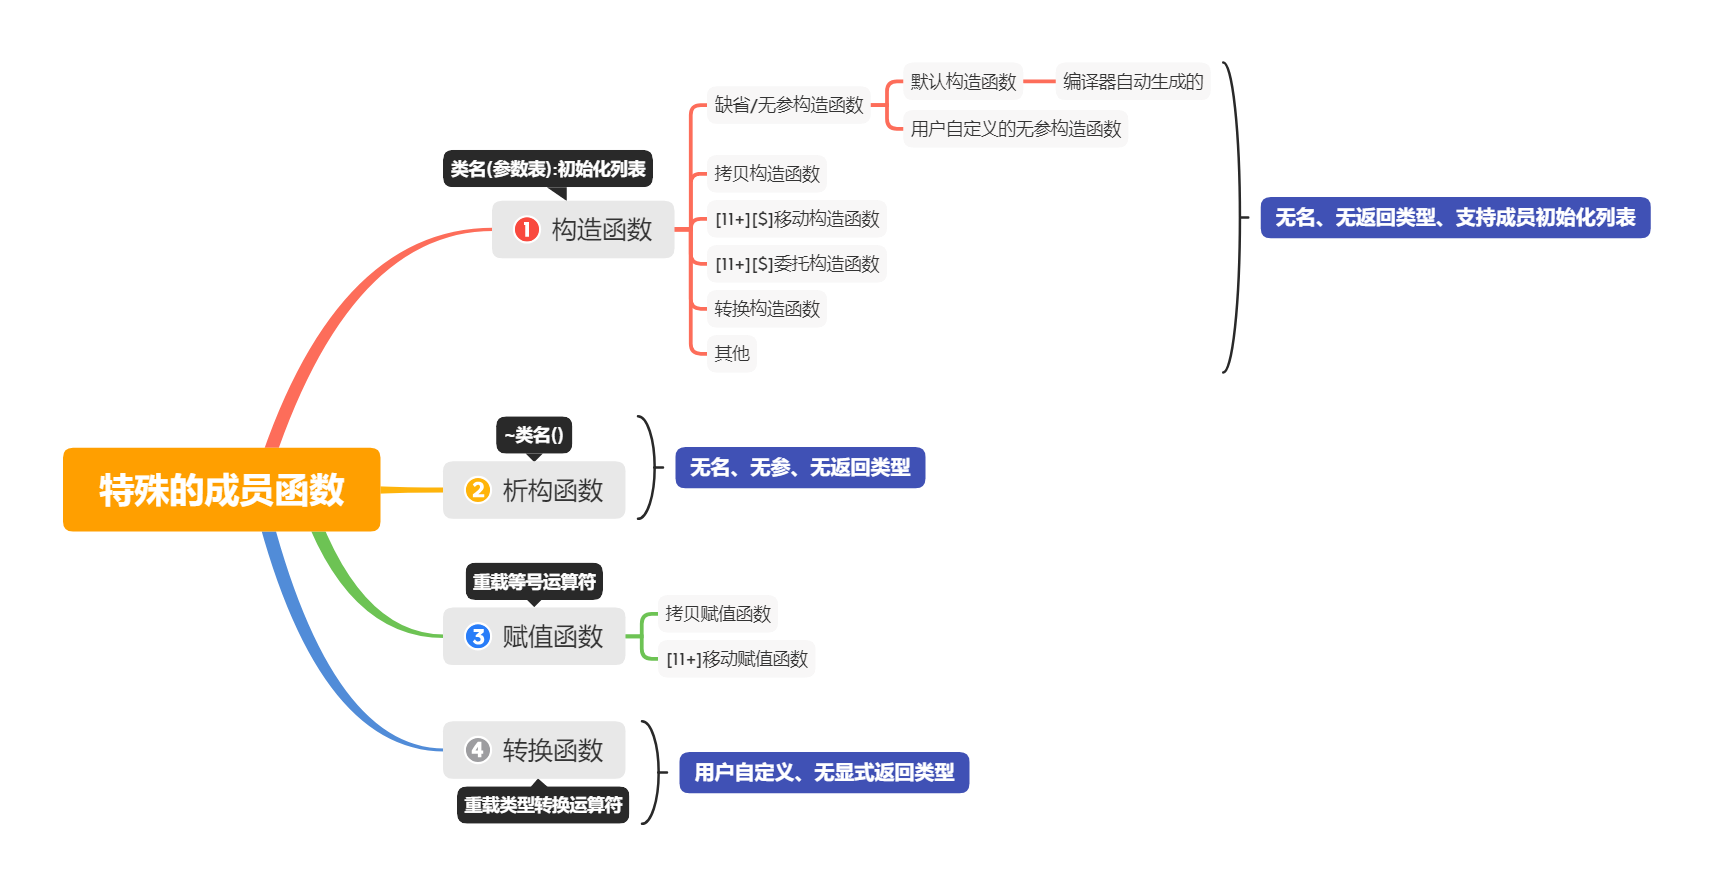 特殊的成员函数
类名(参数表):初始化列表
1 构造函数
缺省/无参构造函数
默认构造函数
编译器自动生成的
用户自定义的无参构造函数
拷贝构造函数
[11+][$]移动构造函数
[11+][$]委托构造函数
转换构造函数
其他
无名、无返回类型、支持成员初始化列表
~类名()
2 析构函数
无名、无参、无返回类型
重载等号运算符
3 赋值函数
拷贝赋值函数
[11+]移动赋值函数
4 转换函数
重载类型转换运算符
用户自定义、无显式返回类型